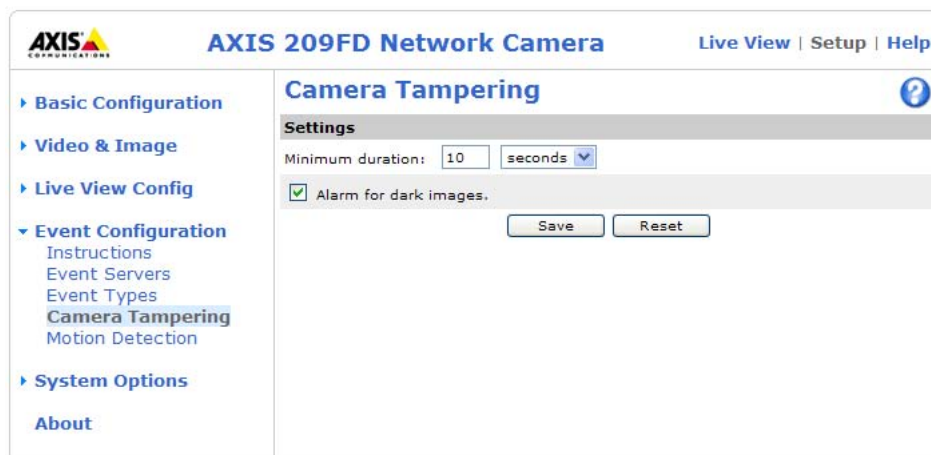 AXIS
COMMUNICATIONS
AXIS 209FD Network Camera
Live View | Setup | Help
Basic Configuration
Video & Image
Live View Config
Event Configuration
Instructions
Event Servers
Event Types
Camera Tampering
Motion Detection
System Options
About
Camera Tampering
?
Settings
Minimum duration: 10 seconds
Alarm for dark images.
Save Reset